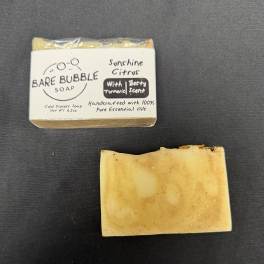 Sunshine
Citrus
BARE BUBBLE
SOAP
With
Turmeric
Zesty
Scent
Cold Process Soap
Handcrafted with 100%
Pure Essential Oils